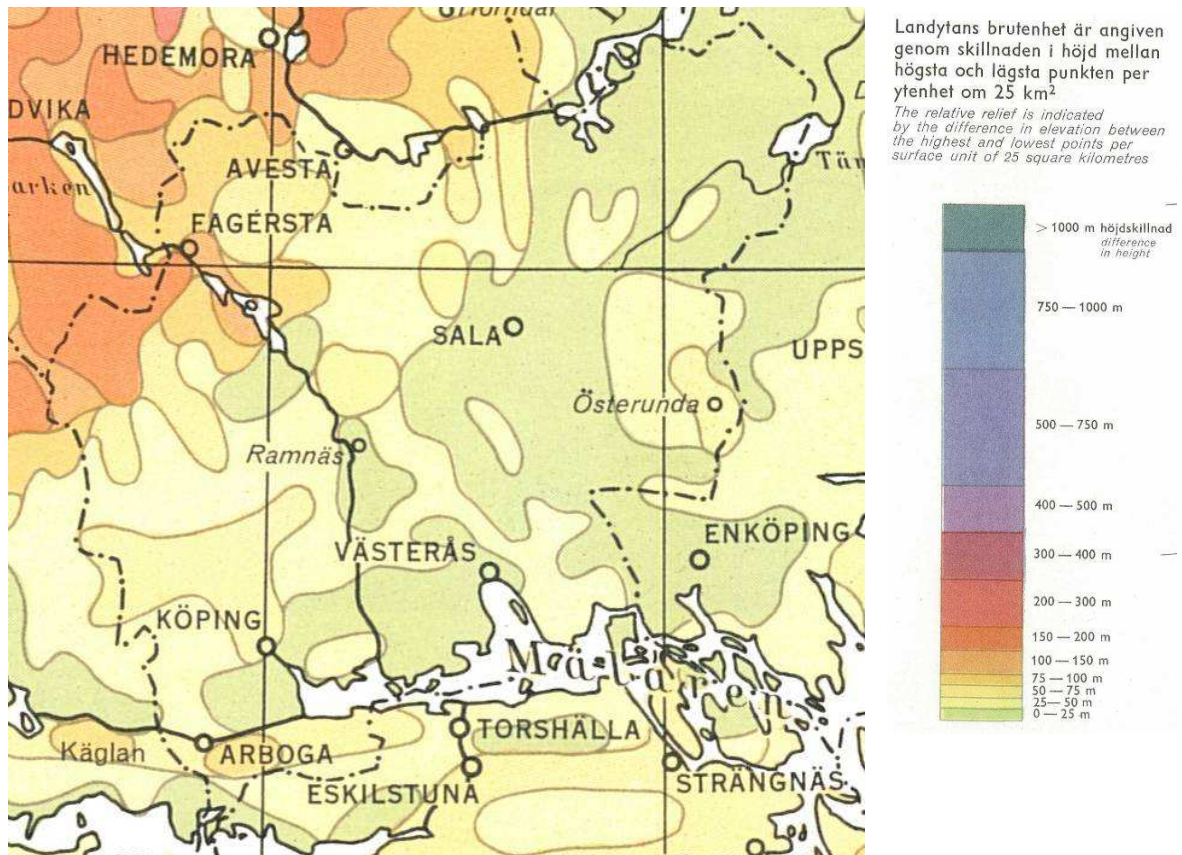 HEDEMORA
DVIKA
AVESTA
arken
Tän
FAGERSTA
SALA
UPPS
Österunda
Ramnäs
ENKÖPING
VÄSTERÅS
KÖPING
Mälaren
TORSHÄLLA
Käglan
ARBOGA
ESKILSTUNA
STRÄNGNÄS
Landytans brutenhet är angiven
genom skillnaden i höjd mellan
högsta och lägsta punkten per
ytenhet om 25 km²
The relative relief is indicated
by the difference in elevation between
the highest and lowest points per
surface unit of 25 square kilometres
> 1000 m höjdskillnad
difference
in height
750 — 1000 m
500 — 750 m
400 — 500 m
300 — 400 m
200 — 300 m
150 — 200 m
100 — 150 m
75 — 100 m
50 — 75 m
25 — 50 m
0 — 25 m